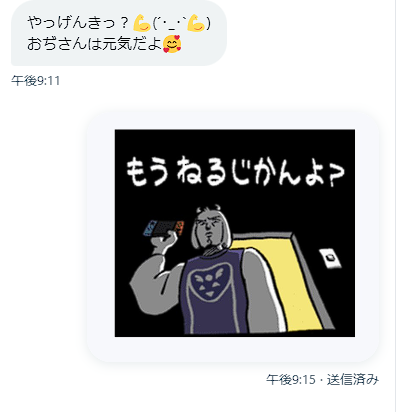 やっげんきっ？💪(´･_･`💪)
おぢさんは元気だよ🥰
午後9:11
もうねるじかんよ?
午後9:15 · 送信済み